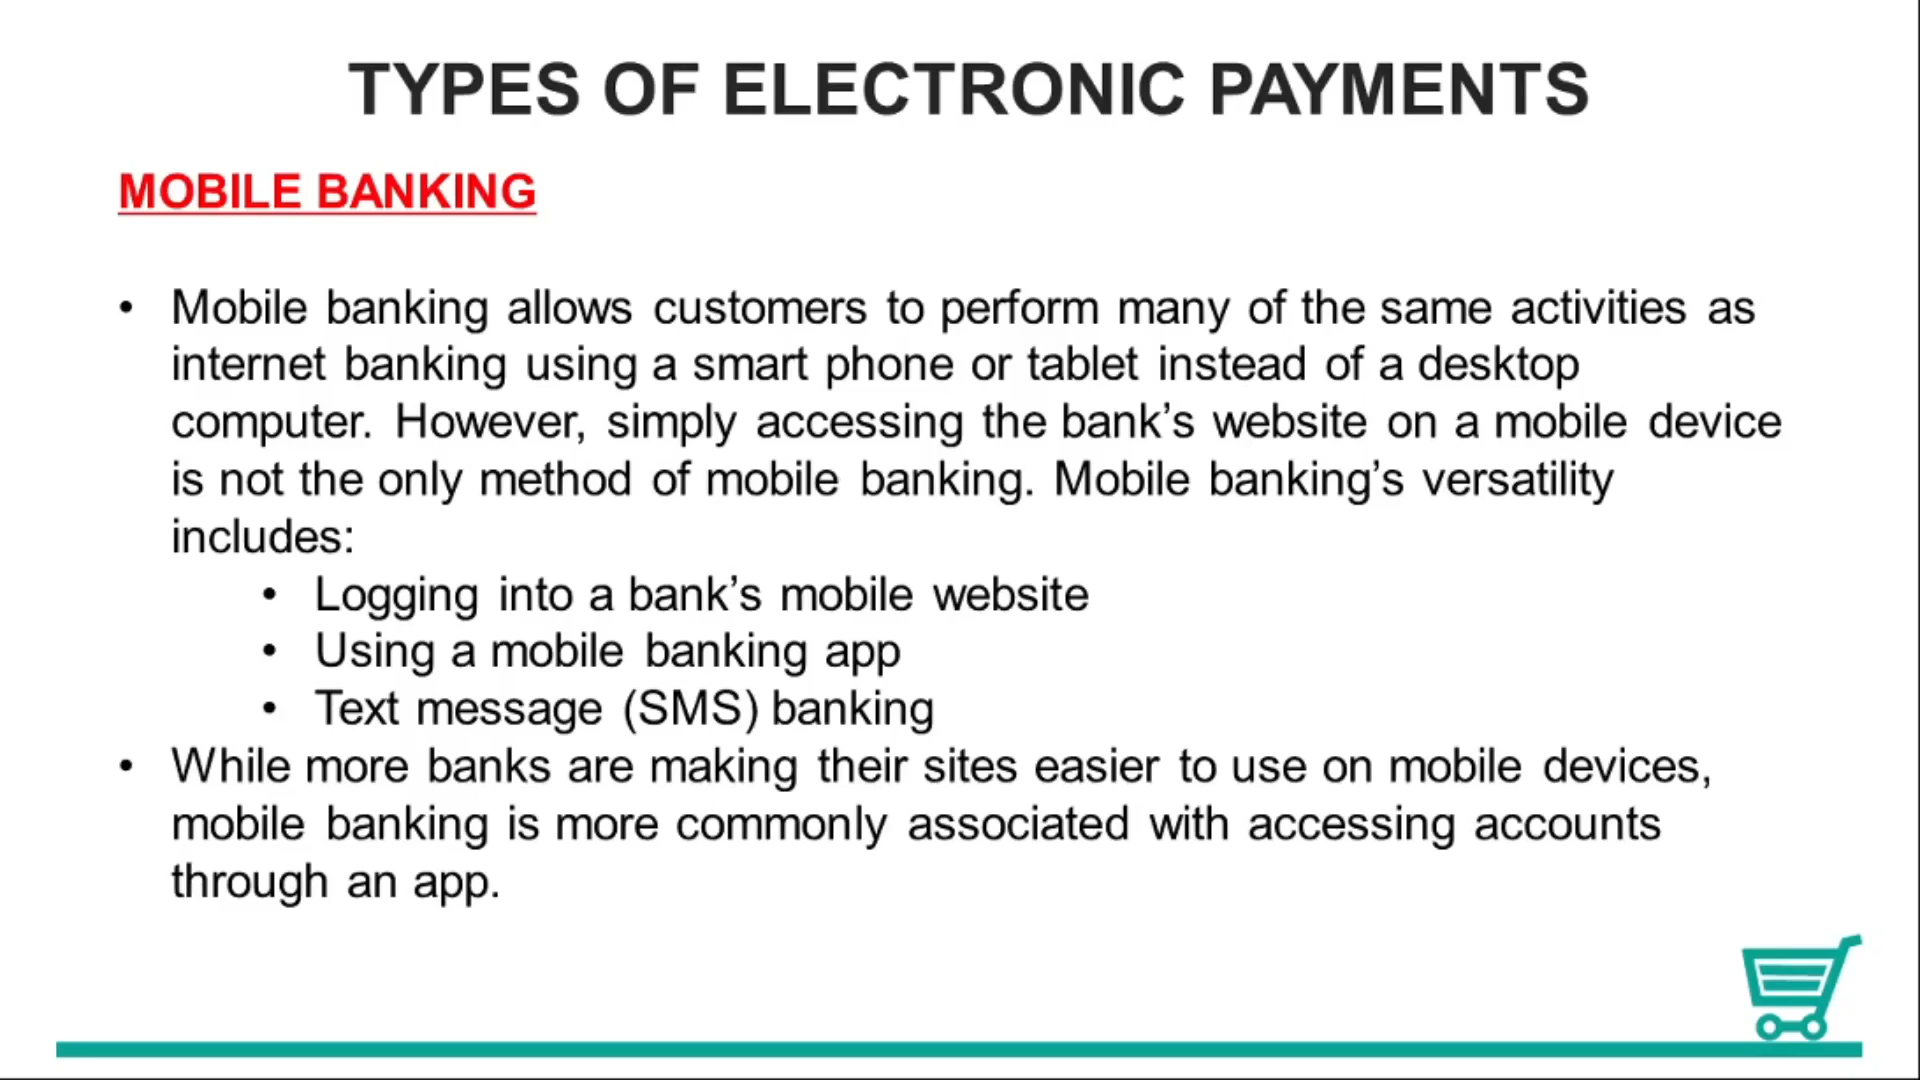 TYPES OF ELECTRONIC PAYMENTS
MOBILE BANKING
• Mobile banking allows customers to perform many of the same activities as
internet banking using a smart phone or tablet instead of a desktop
computer. However, simply accessing the bank’s website on a mobile device
is not the only method of mobile banking. Mobile banking’s versatility
includes:
• Logging into a bank’s mobile website
• Using a mobile banking app
• Text message (SMS) banking
• While more banks are making their sites easier to use on mobile devices,
mobile banking is more commonly associated with accessing accounts
through an app.